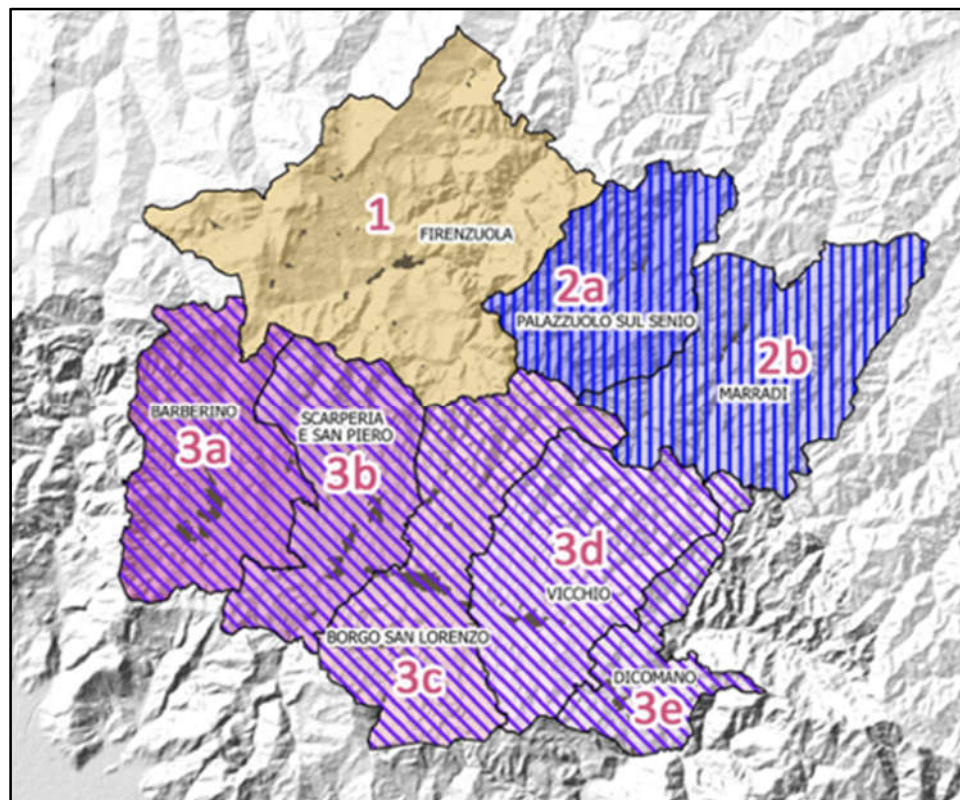 1
FIRENZUOLA
2a
PALAZZUOLO SUL SENIO
2b
MARRADI
BARBERINO
3a
SCARPERIA
E SAN PIERO
3b
3d
VICCHIO
BORGO SAN LORENZO
3c
DICOMANO
3e